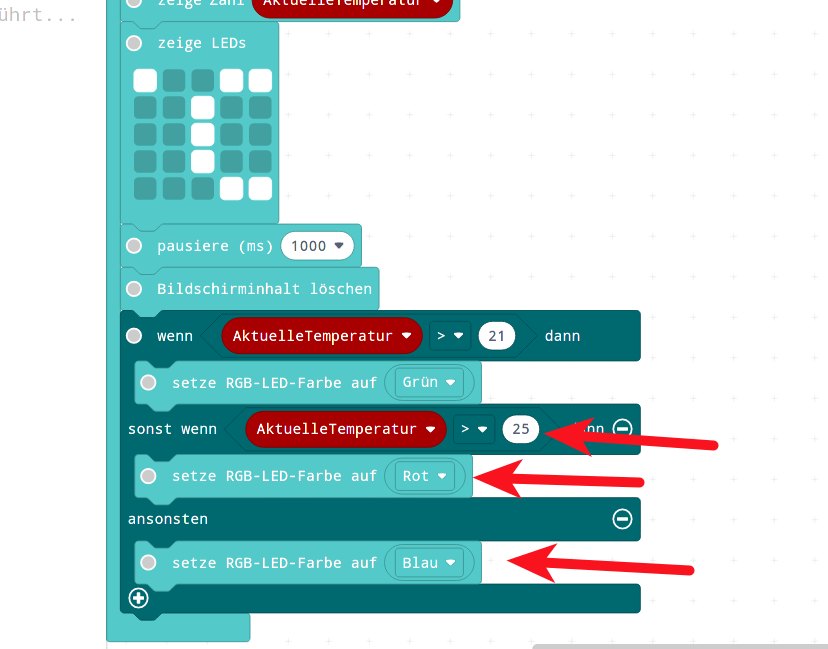 ührt...
zeige Zahl AktuelleTemperatur
zeige LEDs
pausiere (ms) 1000
Bildschirminhalt löschen
wenn AktuelleTemperatur > 21 dann
setze RGB-LED-Farbe auf Grün
sonst wenn AktuelleTemperatur > 25 dann
setze RGB-LED-Farbe auf Rot
ansonsten
setze RGB-LED-Farbe auf Blau